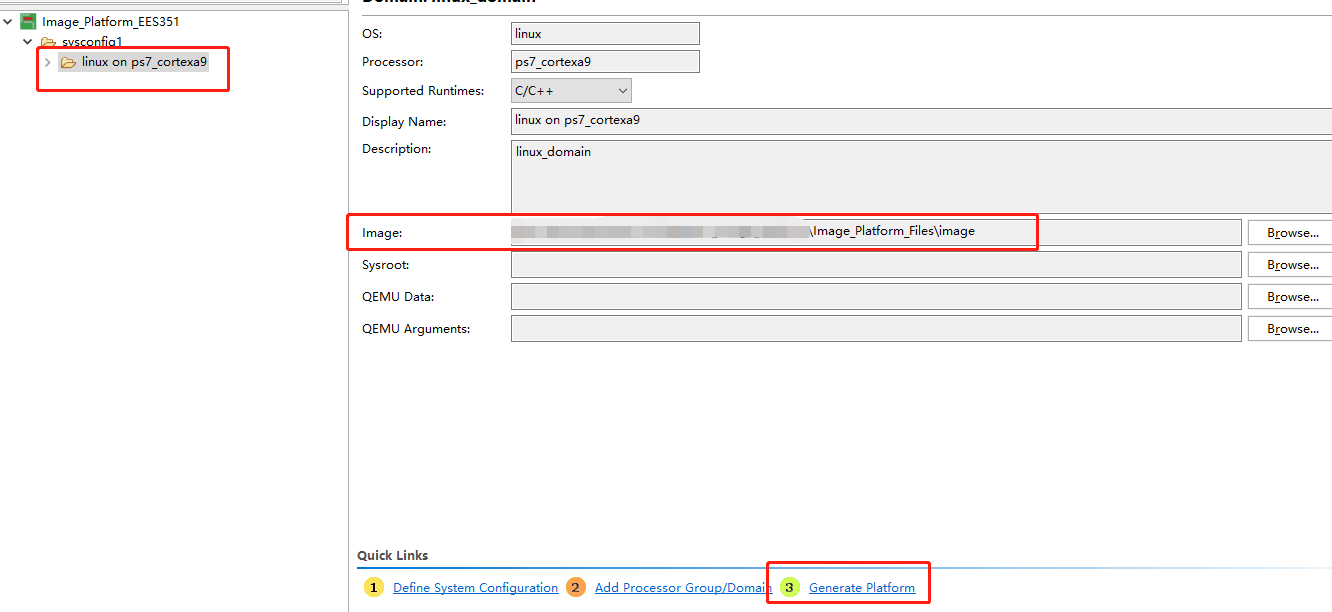 Image_Platform_EES351
sysconfig1
linux on ps7_cortexa9
Domain: linux_domain
OS: linux
Processor: ps7_cortexa9
Supported Runtimes: C/C++
Display Name: linux on ps7_cortexa9
Description: linux_domain
Image: \Image_Platform_Files\image Browse...
Sysroot: Browse...
QEMU Data: Browse...
QEMU Arguments: Browse...
Quick Links
1 Define System Configuration 2 Add Processor Group/Domain 3 Generate Platform